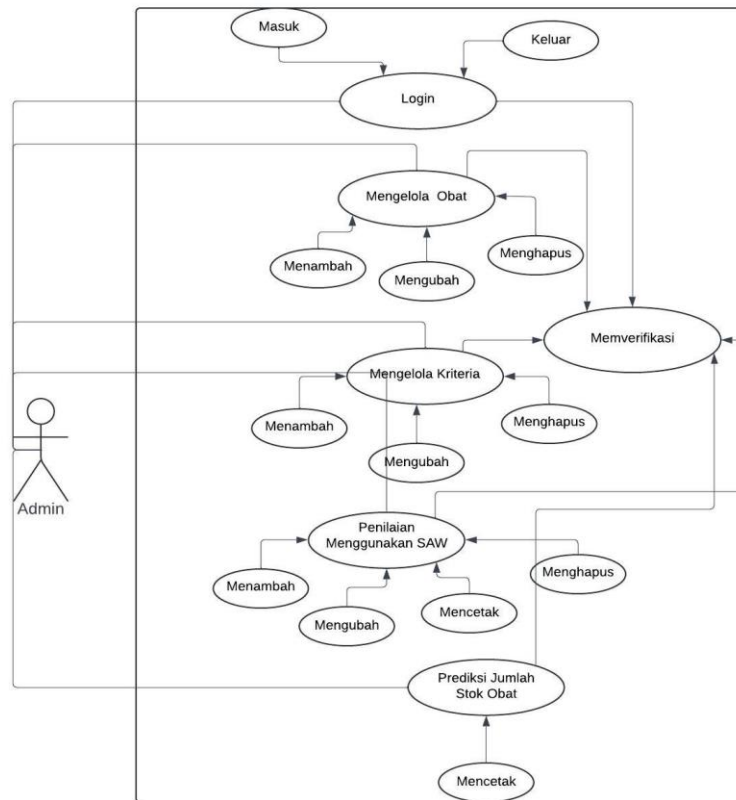 Masuk
Keluar
Login
Mengelola Obat
Menambah
Mengubah
Menghapus
Memverifikasi
Mengelola Kriteria
Menambah
Mengubah
Menghapus
Admin
Penilaian
Menggunakan SAW
Menambah
Mengubah
Mencetak
Menghapus
Prediksi Jumlah
Stok Obat
Mencetak